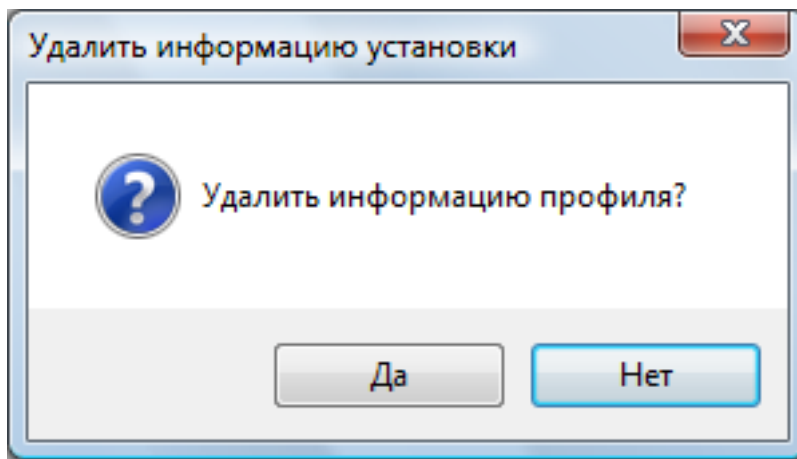 Удалить информацию установки
Удалить информацию профиля?
Да
Нет